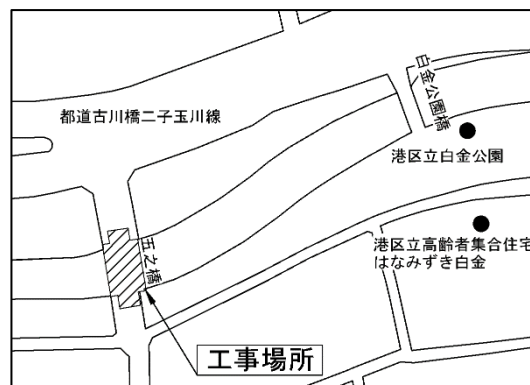 白金公園橋
都道古川橋二子玉川線
港区立白金公園
五之橋
港区立高齢者集合住宅
はなみずき白金
工事場所